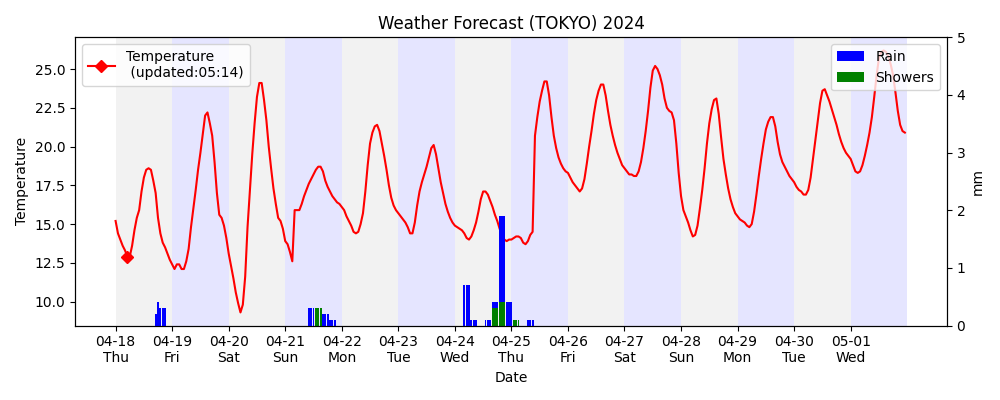 Weather Forecast (TOKYO) 2024
Temperature
(updated:05:14)
Rain
Showers
25.0
22.5
20.0
17.5
15.0
12.5
10.0
Temperature
5
4
3
2
1
0
mm
04-18 04-19 04-20 04-21 04-22 04-23 04-24 04-25 04-26 04-27 04-28 04-29 04-30 05-01
Thu Fri Sat Sun Mon Tue Wed Thu Fri Sat Sun Mon Tue Wed
Date